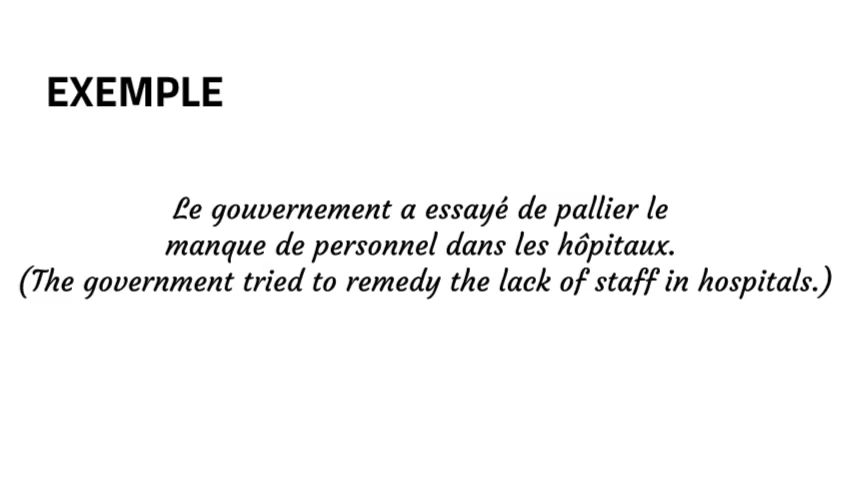 EXEMPLE
Le gouvernement a essayé de pallier le
manque de personnel dans les hôpitaux.
(The government tried to remedy the lack of staff in hospitals.)